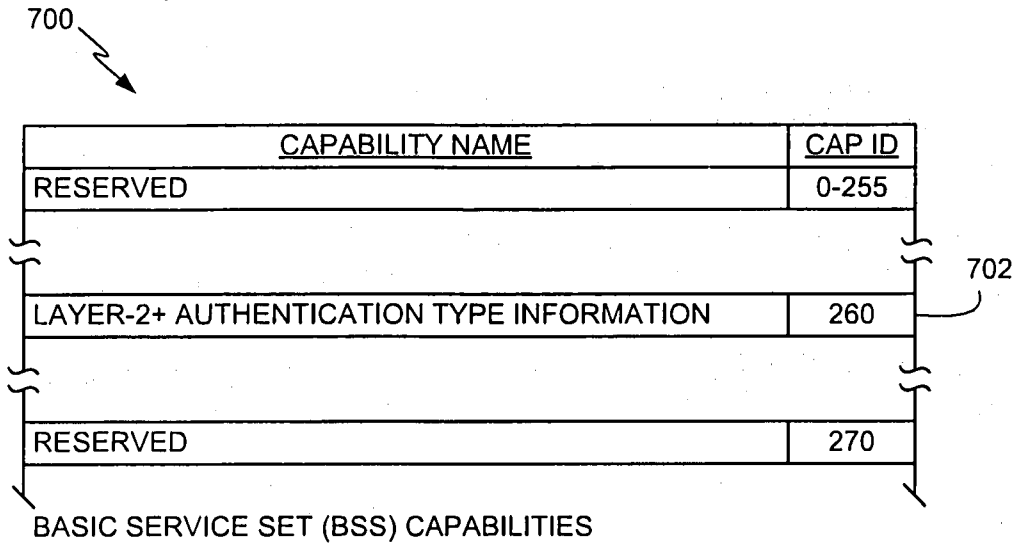 700
CAPABILITY NAME CAP ID
RESERVED 0-255
702
LAYER-2+ AUTHENTICATION TYPE INFORMATION 260
RESERVED 270
BASIC SERVICE SET (BSS) CAPABILITIES